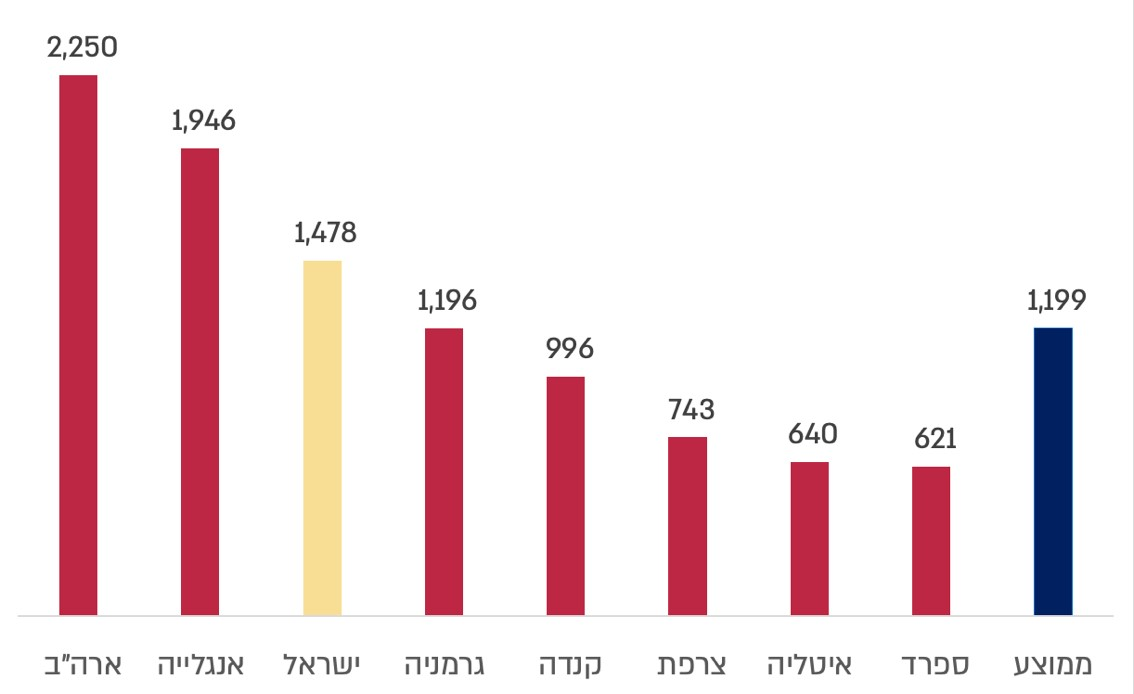 2,250
1,946
1,478
1,196
996
743
640
621
1,199
ארה"ב
אנגלייה
ישראל
גרמניה
קנדה
צרפת
איטליה
ספרד
ממוצע